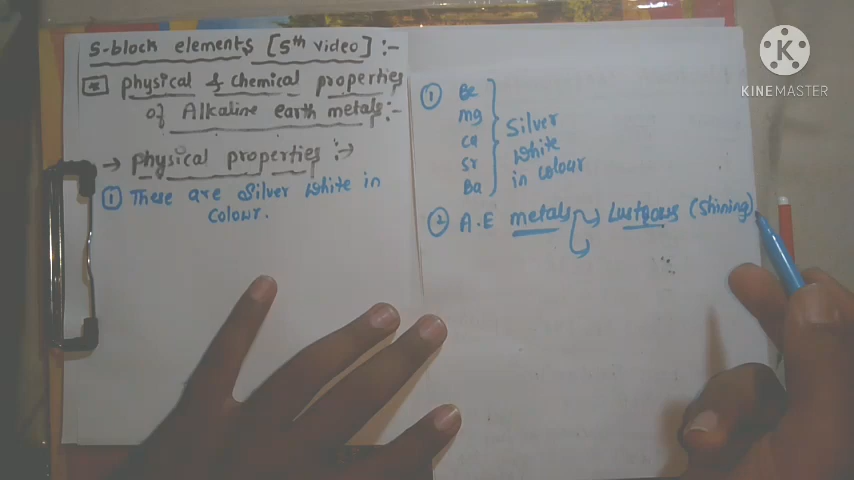 S-block elements [5th video] :-
* physical & chemical properties
of Alkaline earth metals:-
→ physical properties :→
① These are Silver white in
colour.
① Be
mg
ca
Sr
Ba
Silver
white
in colour
② A.E metals → Lustrous (Shining)
K
KINEMASTER